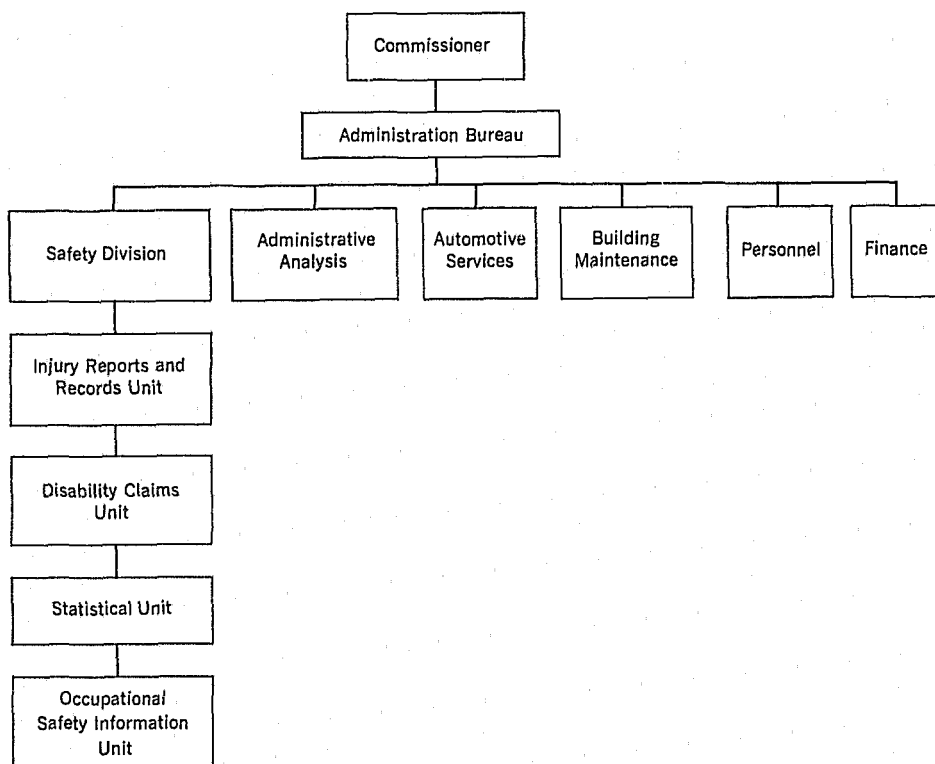 Commissioner
Administration Bureau
Safety Division
Administrative
Analysis
Automotive
Services
Building
Maintenance
Personnel
Finance
Injury Reports and
Records Unit
Disability Claims
Unit
Statistical Unit
Occupational
Safety Information
Unit